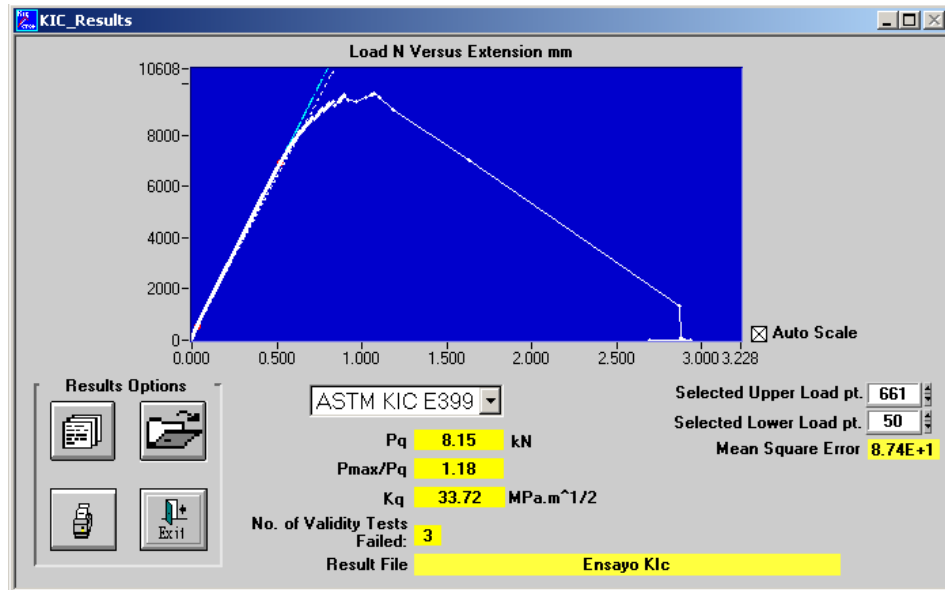 KIC_Results
Load N Versus Extension mm
10608
8000
6000
4000
2000
0
0.000 0.500 1.000 1.500 2.000 2.500 3.000 3.228
Auto Scale
Results Options
Exit
ASTM KIC E399
Pq 8.15 kN
Pmax/Pq 1.18
Kq 33.72 MPa.m^1/2
No. of Validity Tests
Failed: 3
Result File Ensayo KIc
Selected Upper Load pt. 661
Selected Lower Load pt. 50
Mean Square Error 8.74E+1